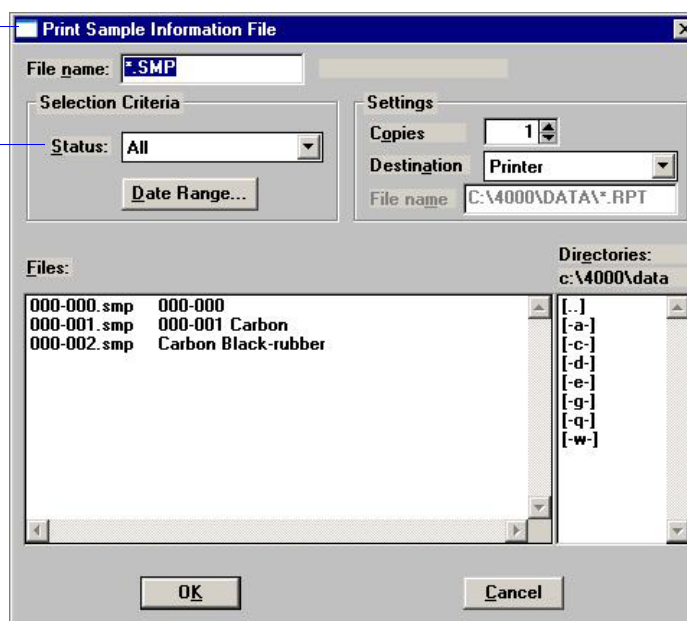 Print Sample Information File
File name: *.SMP
Selection Criteria
Status: All
Date Range...
Settings
Copies 1
Destination Printer
File name C:\4000\DATA\*.RPT
Files:
000-000.smp 000-000
000-001.smp 000-001 Carbon
000-002.smp Carbon Black-rubber
Directories:
c:\4000\data
[..]
[-a-]
[-c-]
[-d-]
[-e-]
[-g-]
[-q-]
[-w-]
OK Cancel